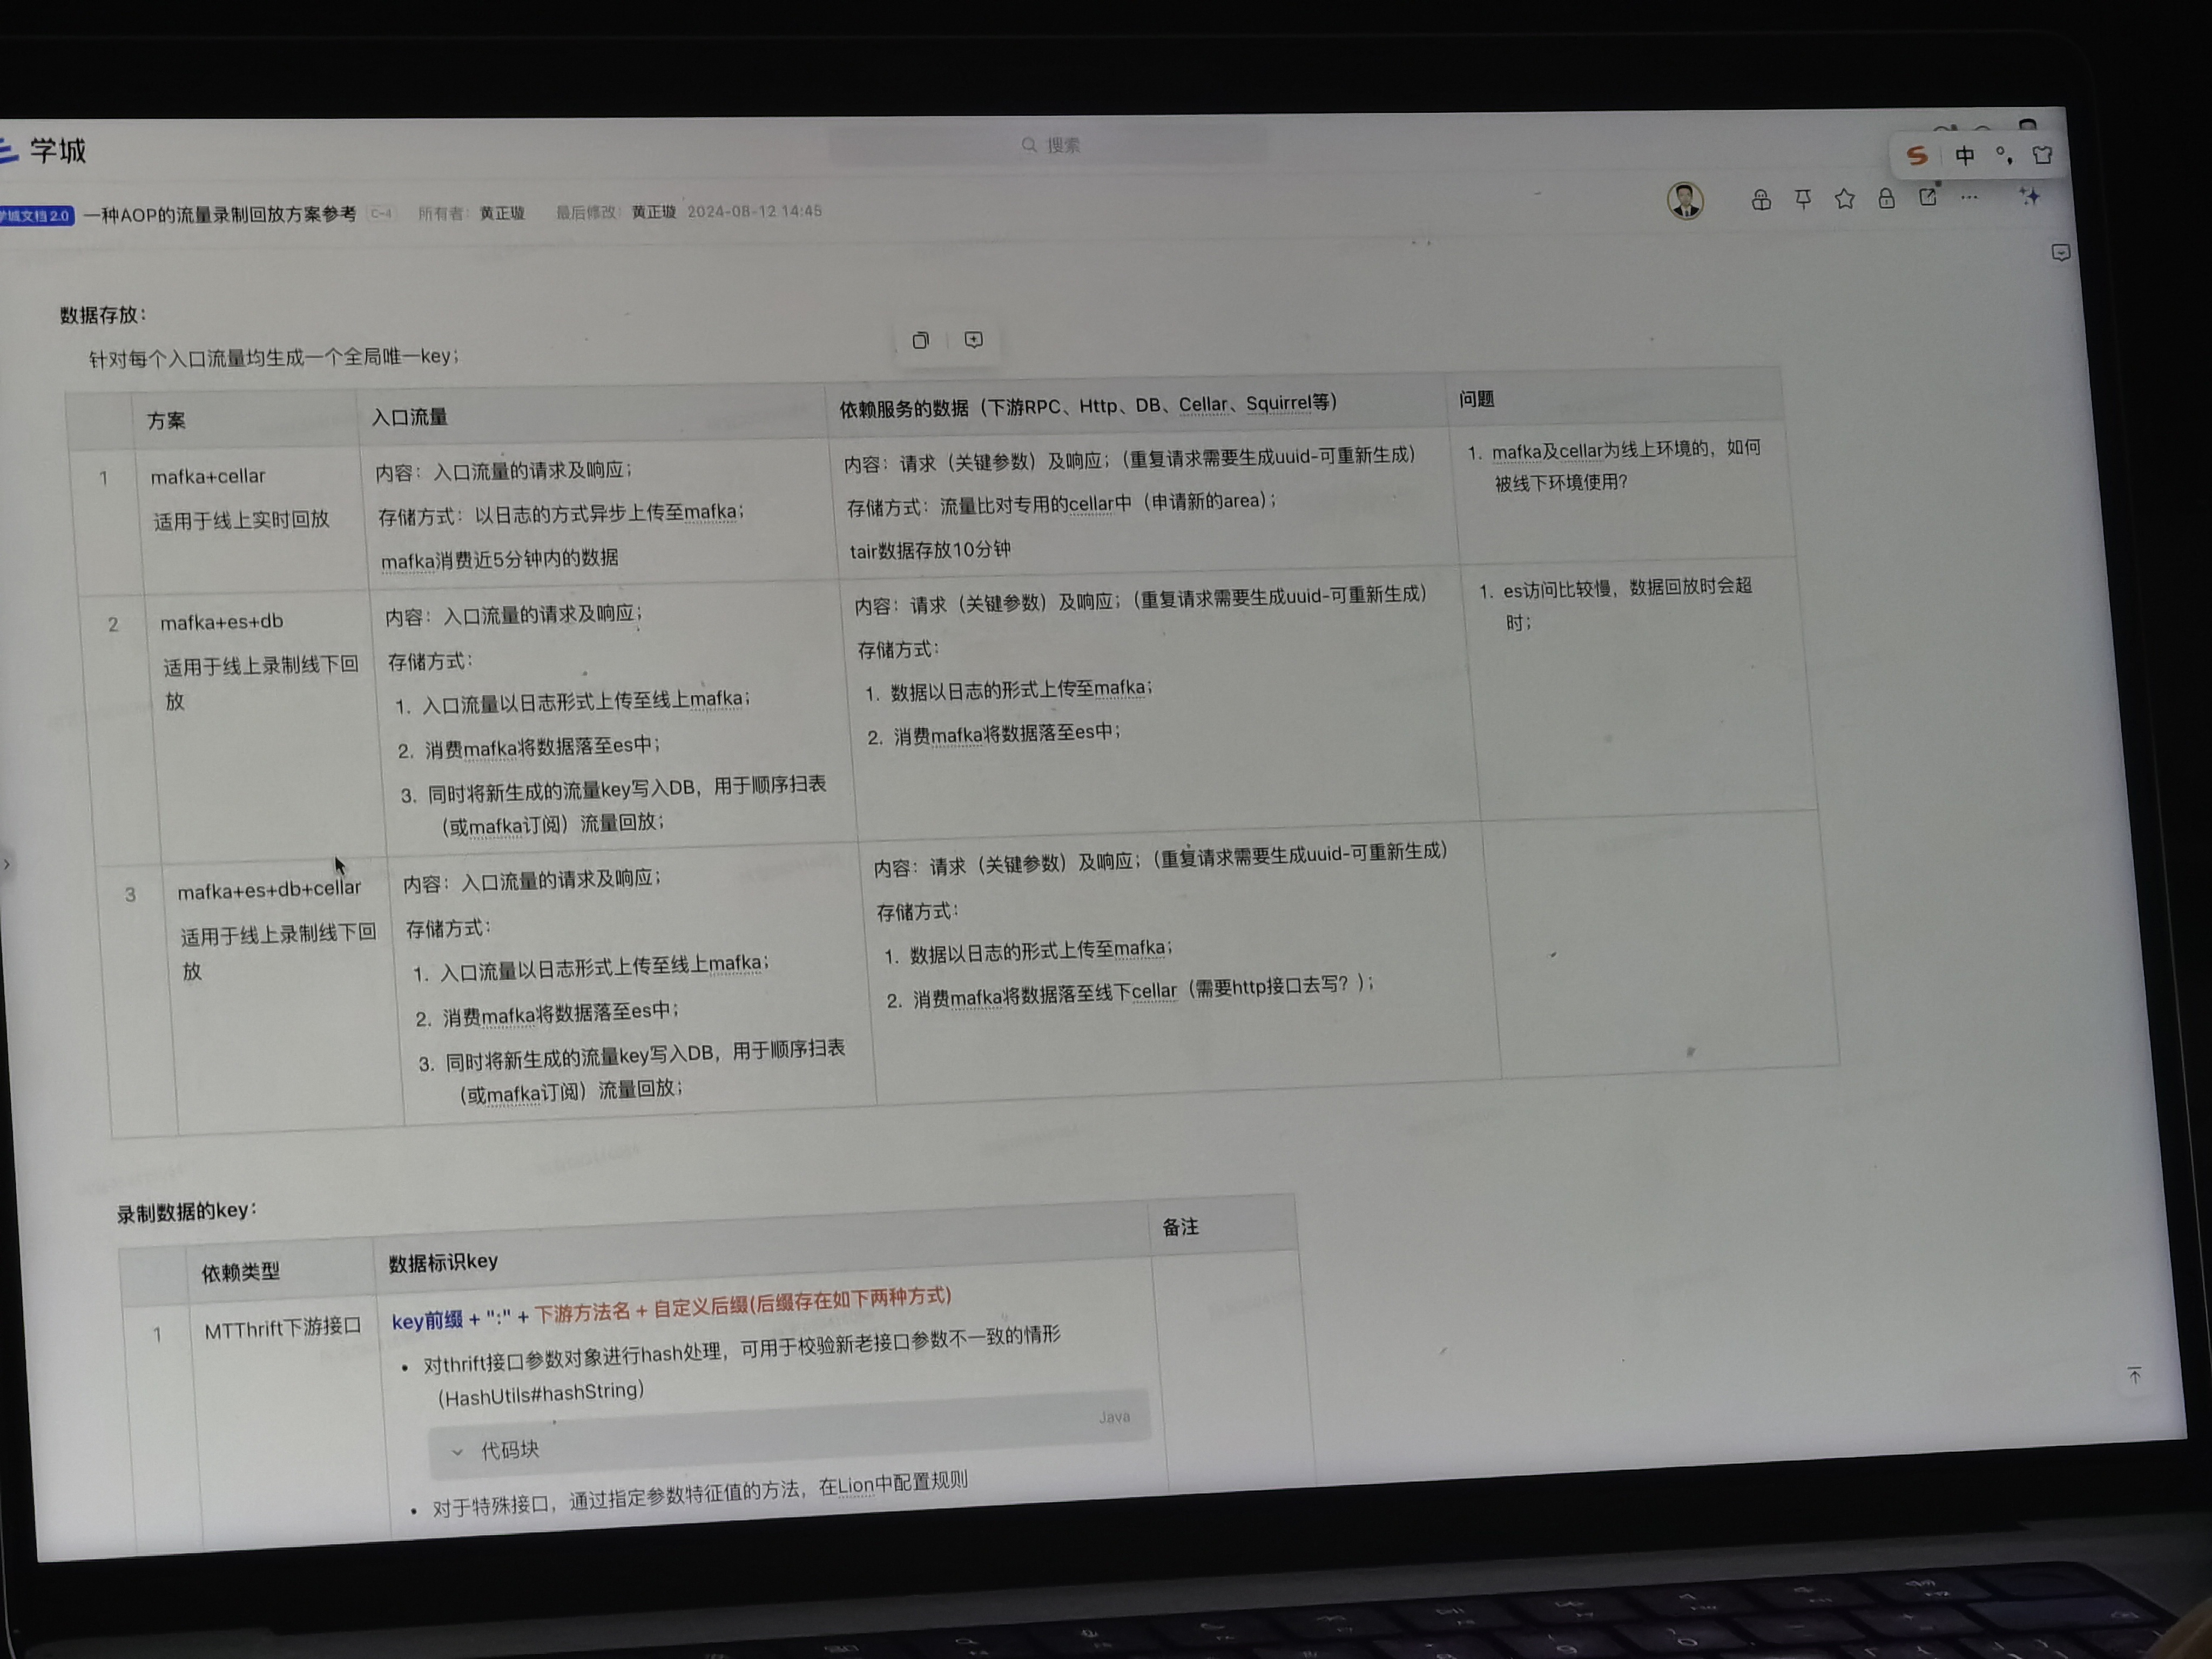 学城
搜索
中
学城文档 2.0 一种AOP的流量录制回放方案参考 C-4 所有者：黄正璇 最后修改：黄正璇 2024-08-12 14:45
数据存放：
针对每个入口流量均生成一个全局唯一key；
方案 入口流量 依赖服务的数据（下游RPC、Http、DB、Cellar、Squirrel等） 问题
1
mafka+cellar
适用于线上实时回放
内容：入口流量的请求及响应；
存储方式：以日志的方式异步上传至mafka；
mafka消费近5分钟内的数据
内容：请求（关键参数）及响应；（重复请求需要生成uuid-可重新生成）
存储方式：流量比对专用的cellar中（申请新的area）；
tair数据存放10分钟
1. mafka及cellar为线上环境的，如何
被线下环境使用？
2
mafka+es+db
适用于线上录制线下回
放
内容：入口流量的请求及响应；
存储方式：
1. 入口流量以日志形式上传至线上mafka；
2. 消费mafka将数据落至es中；
3. 同时将新生成的流量key写入DB，用于顺序扫表
（或mafka订阅）流量回放；
内容：请求（关键参数）及响应；（重复请求需要生成uuid-可重新生成）
存储方式：
1. 数据以日志的形式上传至mafka；
2. 消费mafka将数据落至es中；
1. es访问比较慢，数据回放时会超
时；
3
mafka+es+db+cellar
适用于线上录制线下回
放
内容：入口流量的请求及响应；
存储方式：
1. 入口流量以日志形式上传至线上mafka；
2. 消费mafka将数据落至es中；
3. 同时将新生成的流量key写入DB，用于顺序扫表
（或mafka订阅）流量回放；
内容：请求（关键参数）及响应；（重复请求需要生成uuid-可重新生成）
存储方式：
1. 数据以日志的形式上传至mafka；
2. 消费mafka将数据落至线下cellar（需要http接口去写？）；
录制数据的key：
依赖类型 数据标识key 备注
1
MTThrift下游接口
key前缀 + ":" + 下游方法名 + 自定义后缀(后缀存在如下两种方式)
• 对thrift接口参数对象进行hash处理，可用于校验新老接口参数不一致的情形
（HashUtils#hashString）
代码块 Java
• 对于特殊接口，通过指定参数特征值的方法，在Lion中配置规则